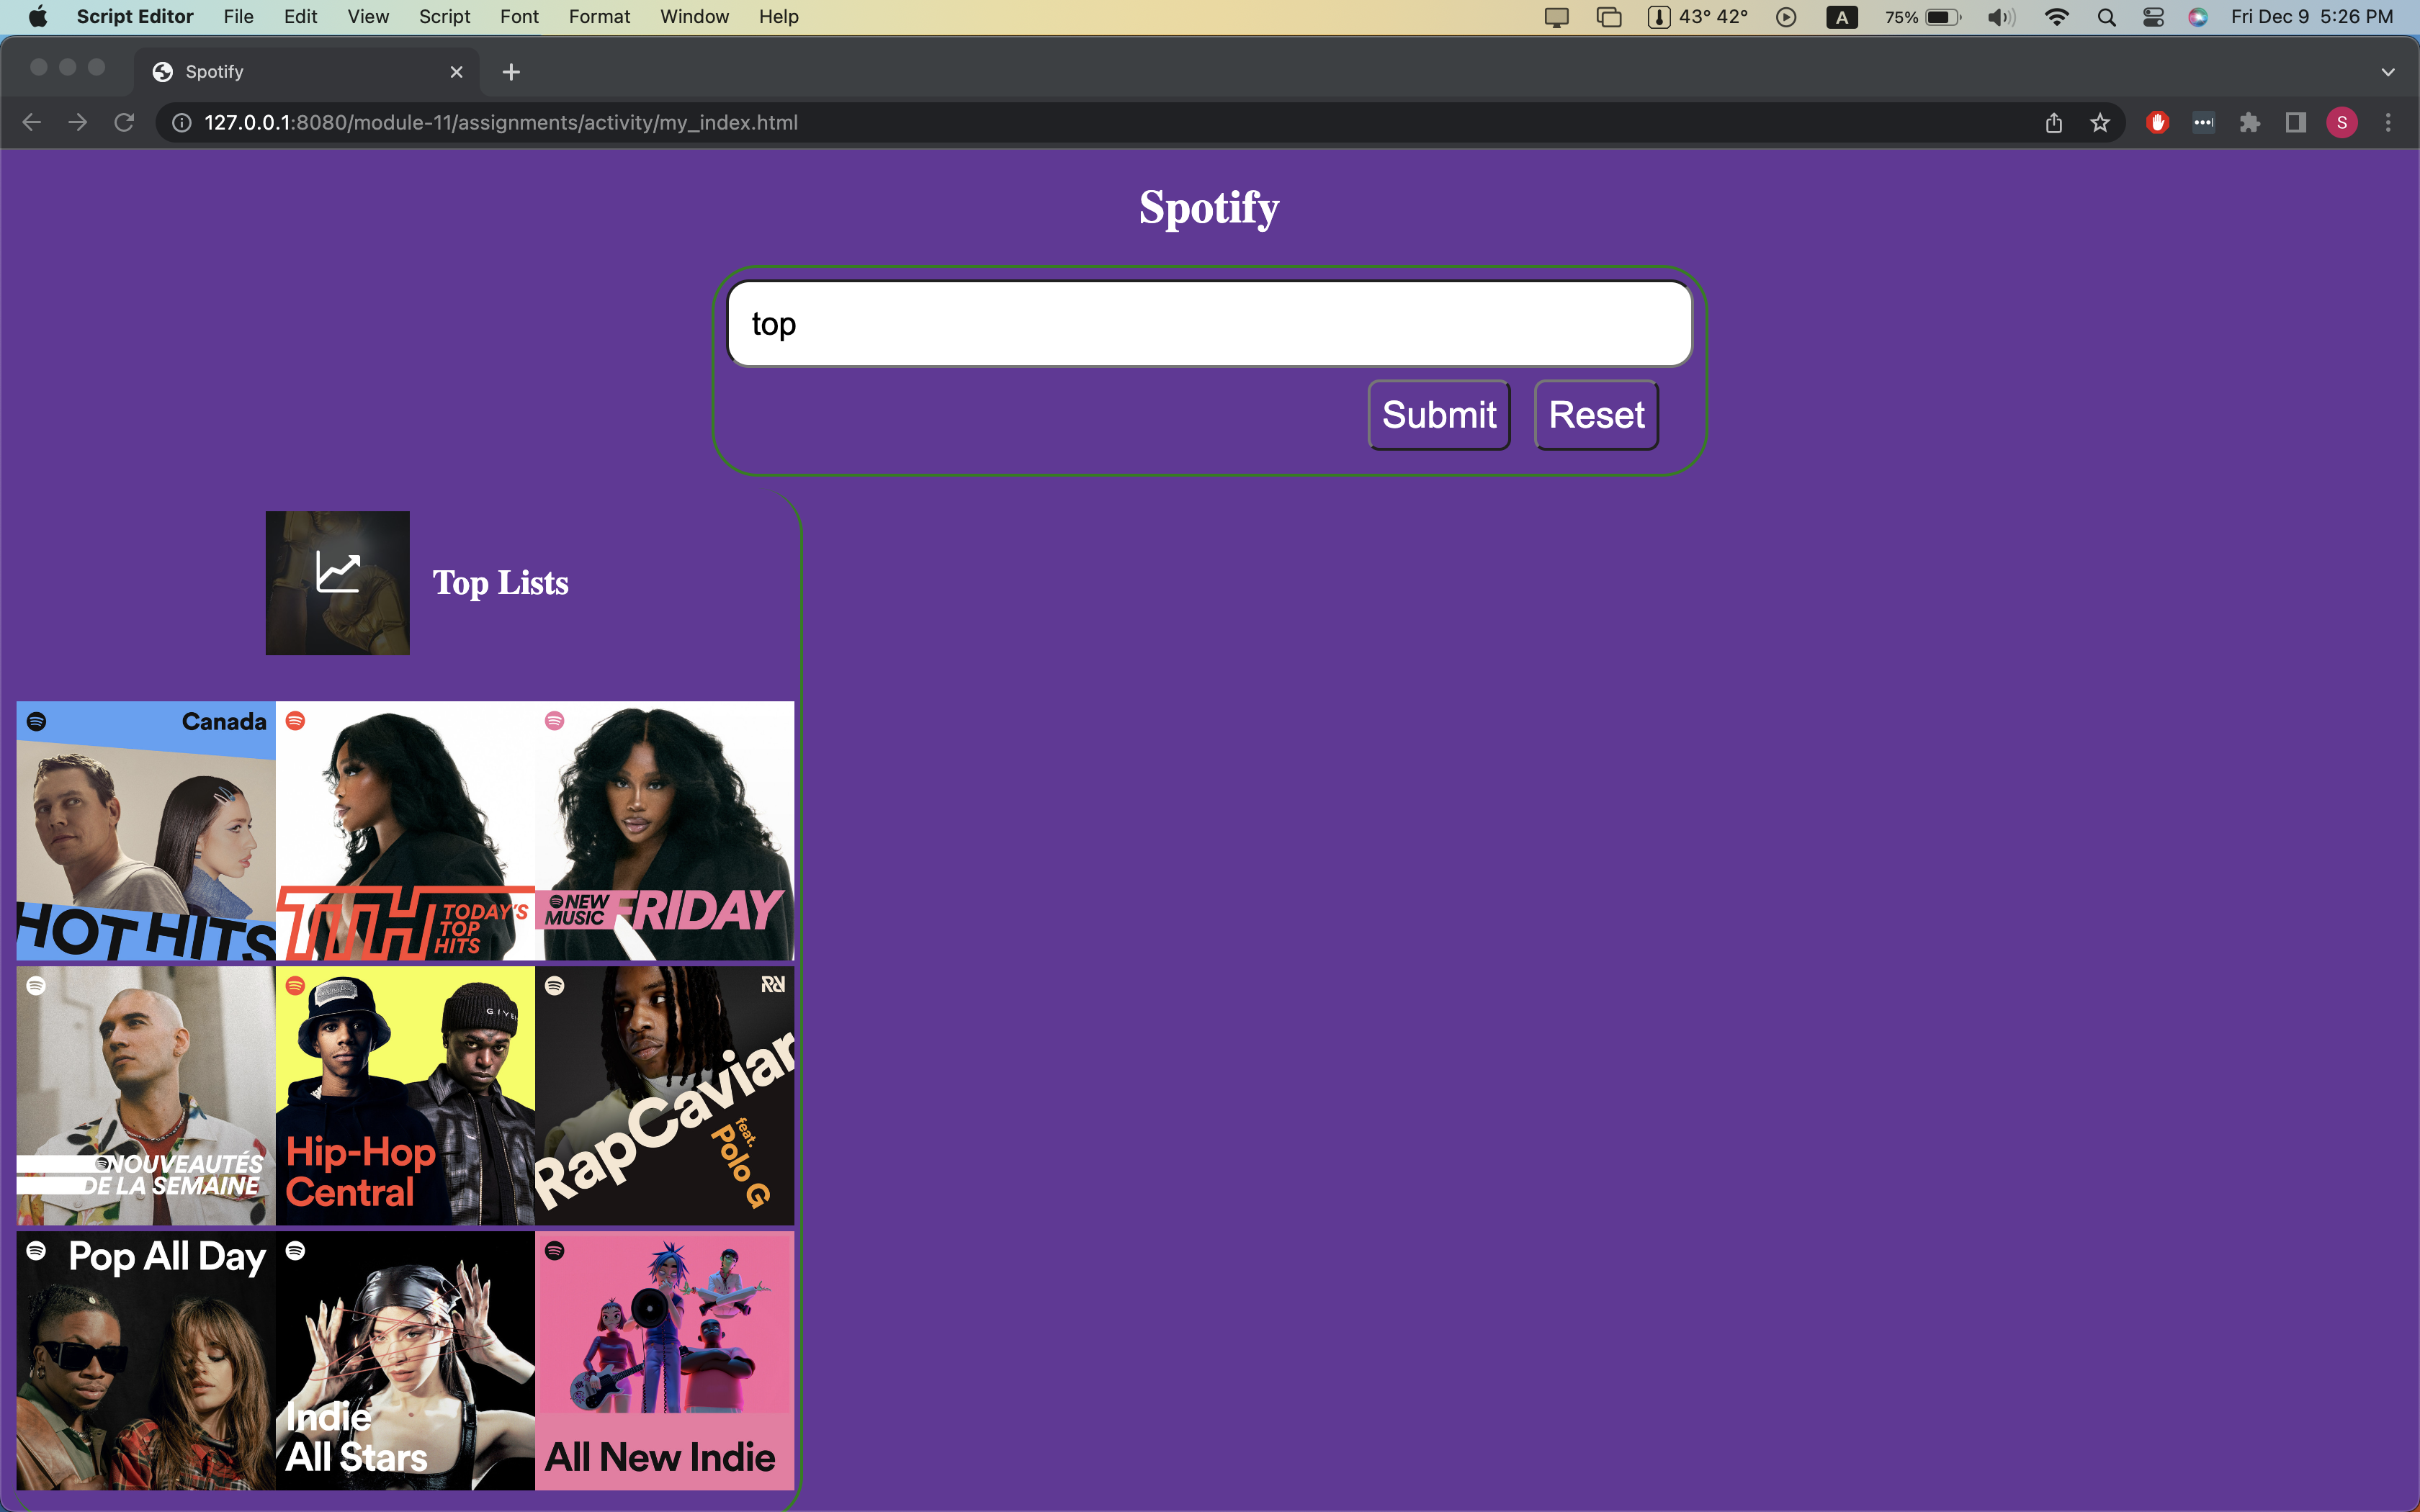 Script Editor File Edit View Script Font Format Window Help 43° 42° A 75% Fri Dec 9 5:26 PM
Spotify
127.0.0.1:8080/module-11/assignments/activity/my_index.html S
Spotify
top
Submit Reset
Top Lists
Canada
HOT HITS
TTH TODAY'S
TOP
HITS
NEW
MUSIC FRIDAY
NOUVEAUTÉS
DE LA SEMAINE
GIVE
Hip-Hop
Central
RapCaviar
feat.
Polo G
Pop All Day
Indie
All Stars
All New Indie